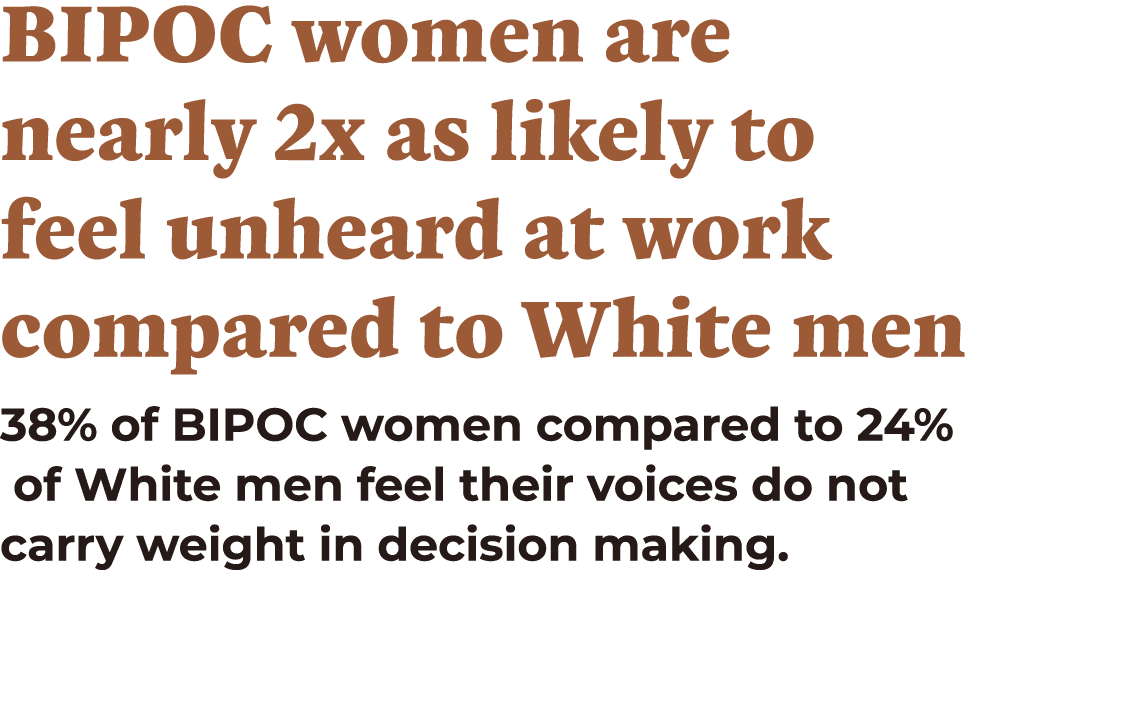 BIPOC women are
nearly 2x as likely to
feel unheard at work
compared to White men
38% of BIPOC women compared to 24%
of White men feel their voices do not
carry weight in decision making.